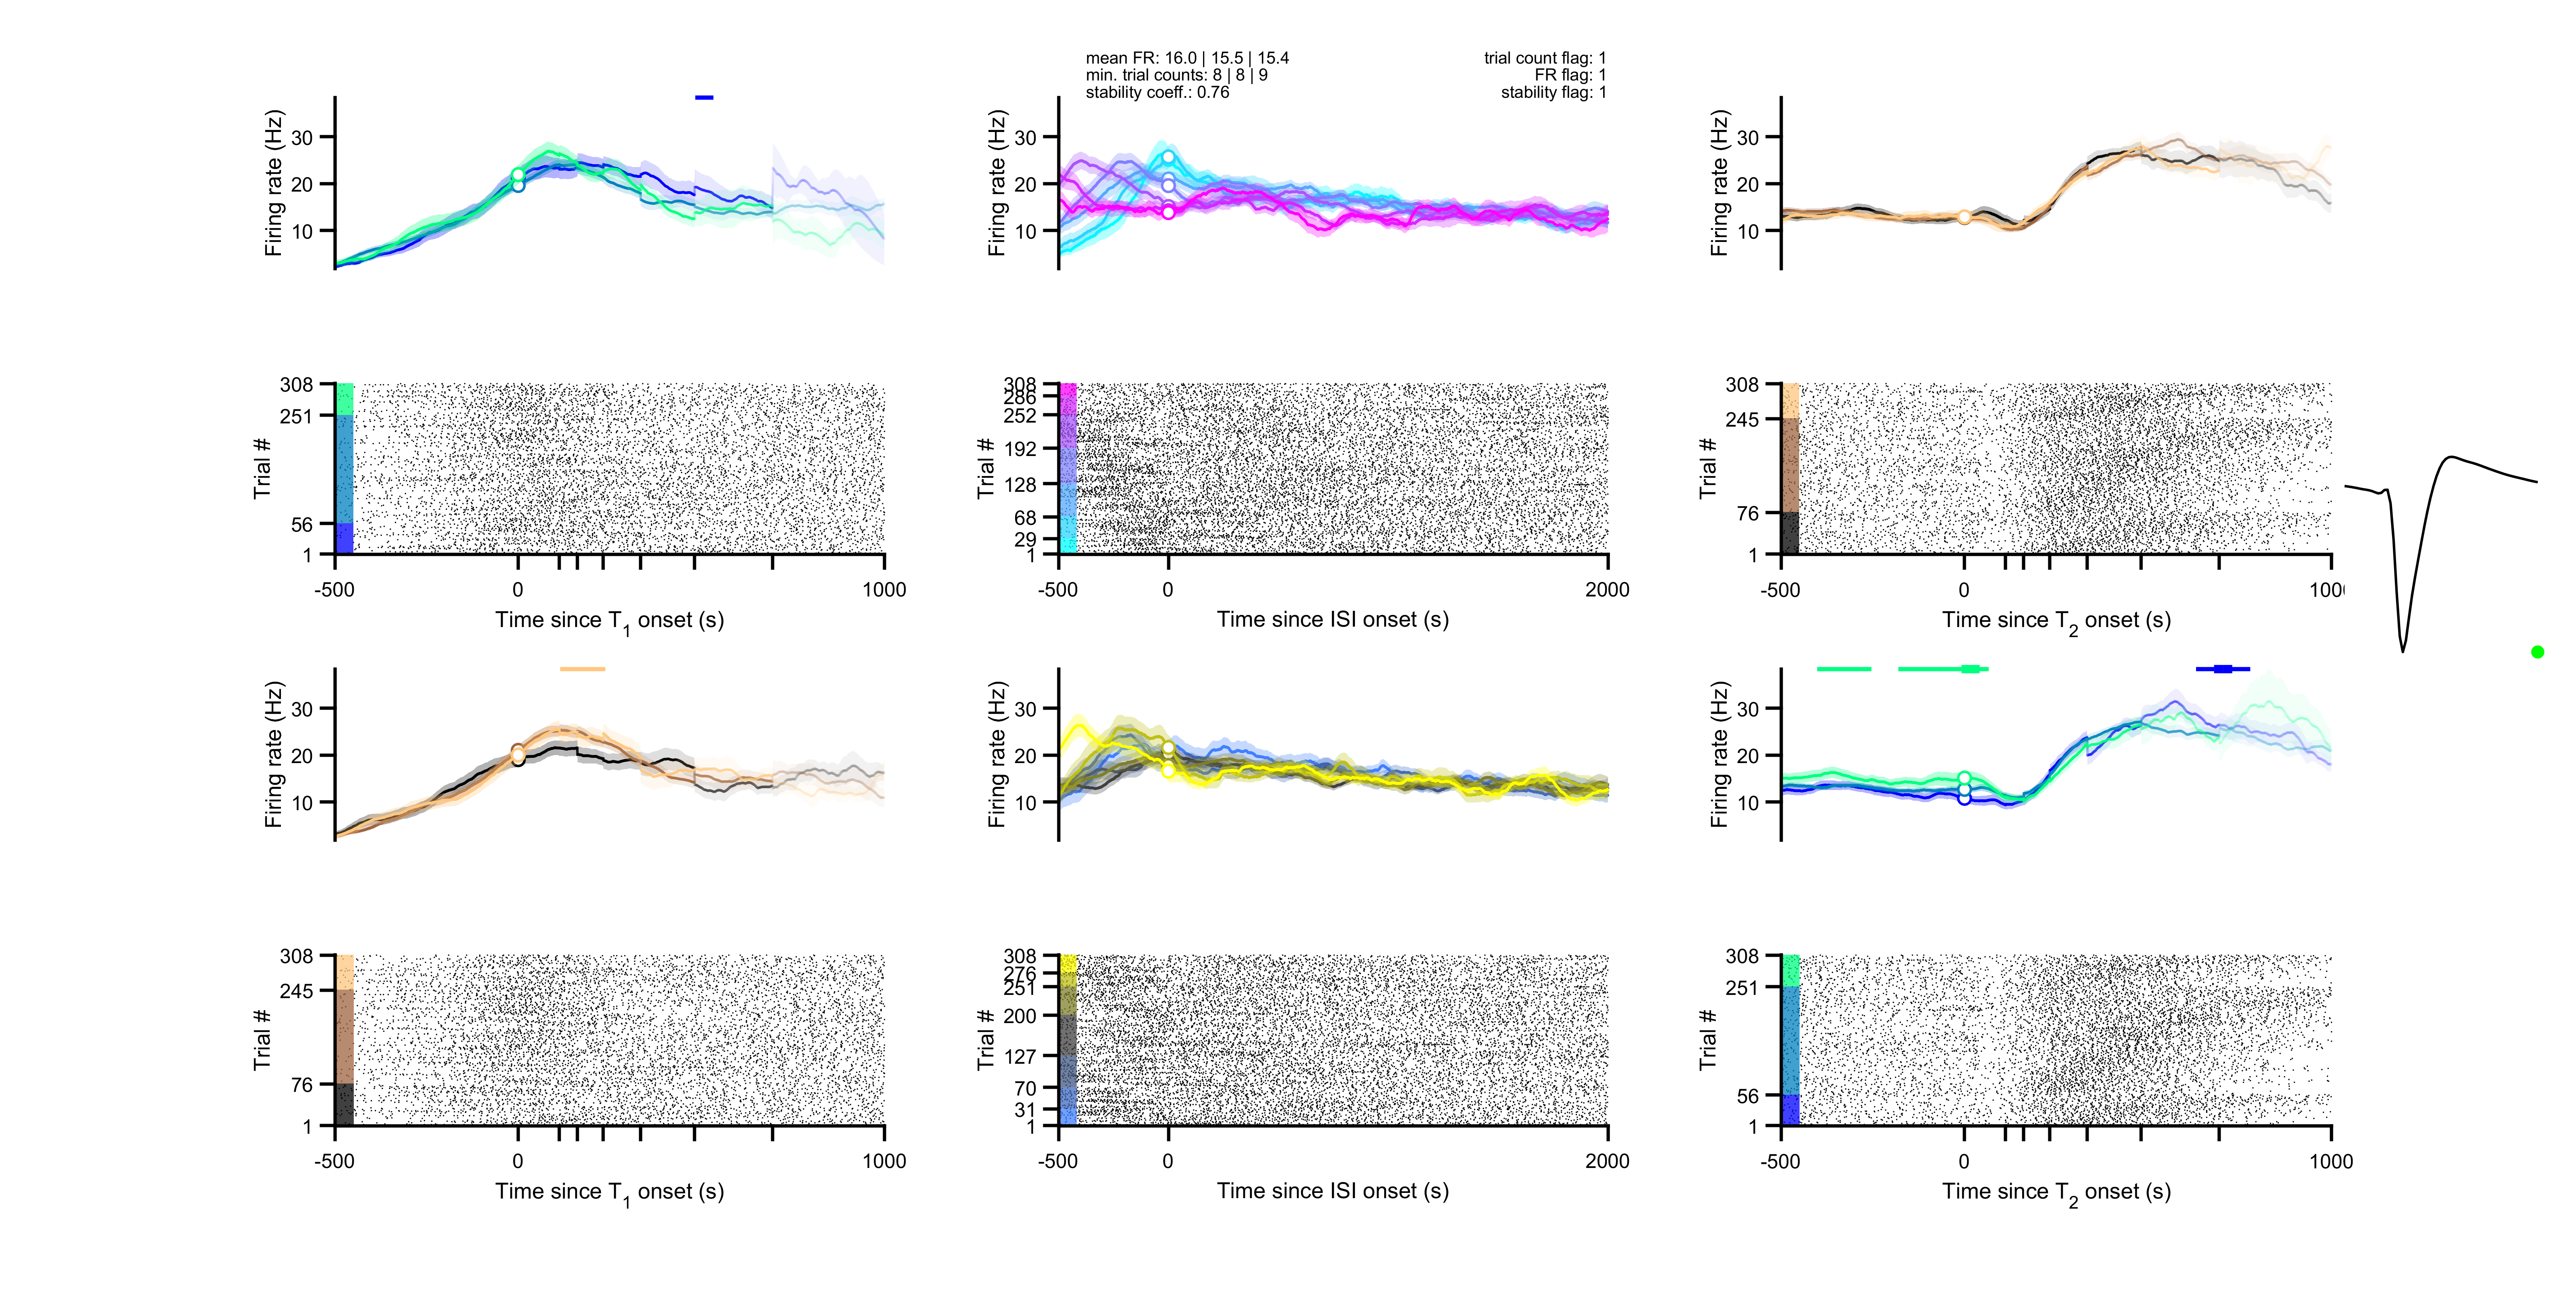 mean FR: 16.0 | 15.5 | 15.4
min. trial counts: 8 | 8 | 9
stability coeff.: 0.76
trial count flag: 1
FR flag: 1
stability flag: 1
Firing rate (Hz)
30
20
10
Firing rate (Hz)
30
20
10
Firing rate (Hz)
30
20
10
Trial #
308
251
56
1
-500
0
1000
Time since T1 onset (s)
Trial #
308
286
252
192
128
68
29
1
-500
0
2000
Time since ISI onset (s)
Trial #
308
245
76
1
-500
0
100
Time since T2 onset (s)
Firing rate (Hz)
30
20
10
Firing rate (Hz)
30
20
10
Firing rate (Hz)
30
20
10
Trial #
308
245
76
1
-500
0
1000
Time since T1 onset (s)
Trial #
308
276
251
200
127
70
31
1
-500
0
2000
Time since ISI onset (s)
Trial #
308
251
56
1
-500
0
1000
Time since T2 onset (s)